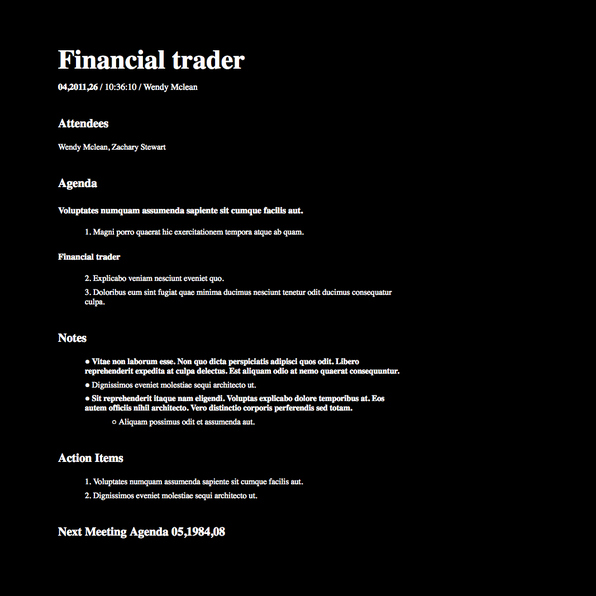 Financial trader
04,2011,26 / 10:36:10 / Wendy Mclean
Attendees
Wendy Mclean, Zachary Stewart
Agenda
Voluptates numquam assumenda sapiente sit cumque facilis aut.
1. Magni porro quaerat hic exercitationem tempora atque ab quam.
Financial trader
2. Explicabo veniam nesciunt eveniet quo.
3. Doloribus eum sint fugiat quae minima ducimus nesciunt tenetur odit ducimus consequatur
culpa.
Notes
● Vitae non laborum esse. Non quo dicta perspiciatis adipisci quos odit. Libero
reprehenderit expedita at culpa delectus. Est aliquam odio at nemo quaerat consequuntur.
● Dignissimos eveniet molestiae sequi architecto ut.
● Sit reprehenderit itaque nam eligendi. Voluptas explicabo dolore temporibus at. Eos
autem officiis nihil architecto. Vero distinctio corporis perferendis sed totam.
○ Aliquam possimus odit et assumenda aut.
Action Items
1. Voluptates numquam assumenda sapiente sit cumque facilis aut.
2. Dignissimos eveniet molestiae sequi architecto ut.
Next Meeting Agenda 05,1984,08